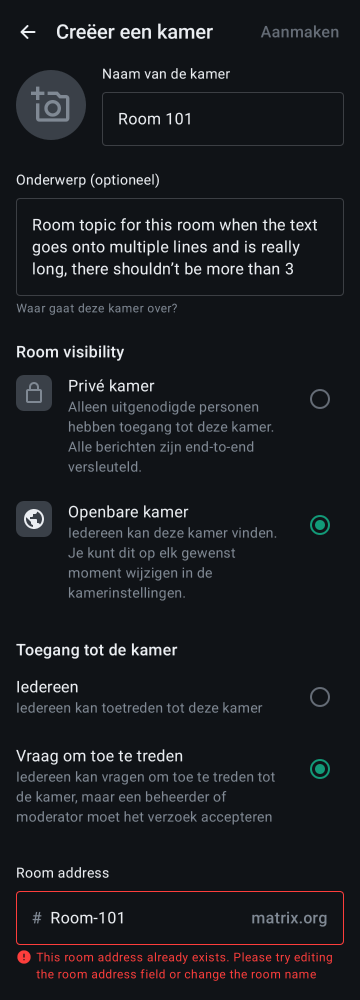 Creëer een kamer
Aanmaken
Naam van de kamer
Room 101
Onderwerp (optioneel)
Room topic for this room when the text
goes onto multiple lines and is really
long, there shouldn’t be more than 3
Waar gaat deze kamer over?
Room visibility
Privé kamer
Alleen uitgenodigde personen
hebben toegang tot deze kamer.
Alle berichten zijn end-to-end
versleuteld.
Openbare kamer
Iedereen kan deze kamer vinden.
Je kunt dit op elk gewenst
moment wijzigen in de
kamerinstellingen.
Toegang tot de kamer
Iedereen
Iedereen kan toetreden tot deze kamer
Vraag om toe te treden
Iedereen kan vragen om toe te treden tot
de kamer, maar een beheerder of
moderator moet het verzoek accepteren
Room address
# Room-101 matrix.org
This room address already exists. Please try editing
the room address field or change the room name